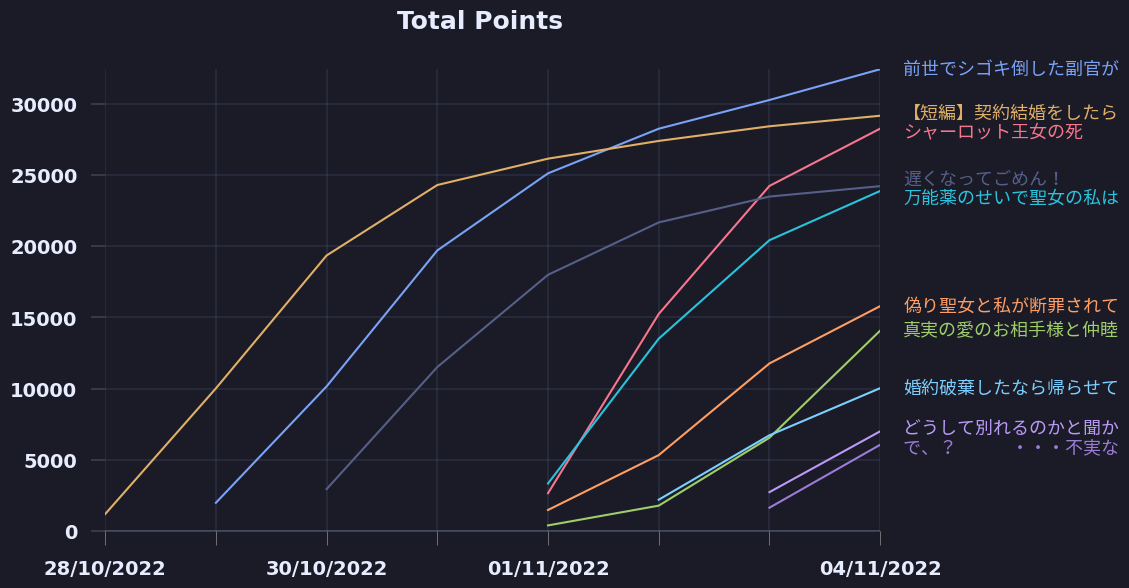 Total Points
前世でシゴキ倒した副官が
30000
【短編】契約結婚をしたら
シャーロット王女の死
25000
遅くなってごめん！
万能薬のせいで聖女の私は
20000
15000
偽り聖女と私が断罪されて
真実の愛のお相手様と仲睦
10000
婚約破棄したなら帰らせて
どうして別れるのかと聞か
で、？　　　・・・不実な
5000
0
28/10/2022 30/10/2022 01/11/2022 04/11/2022